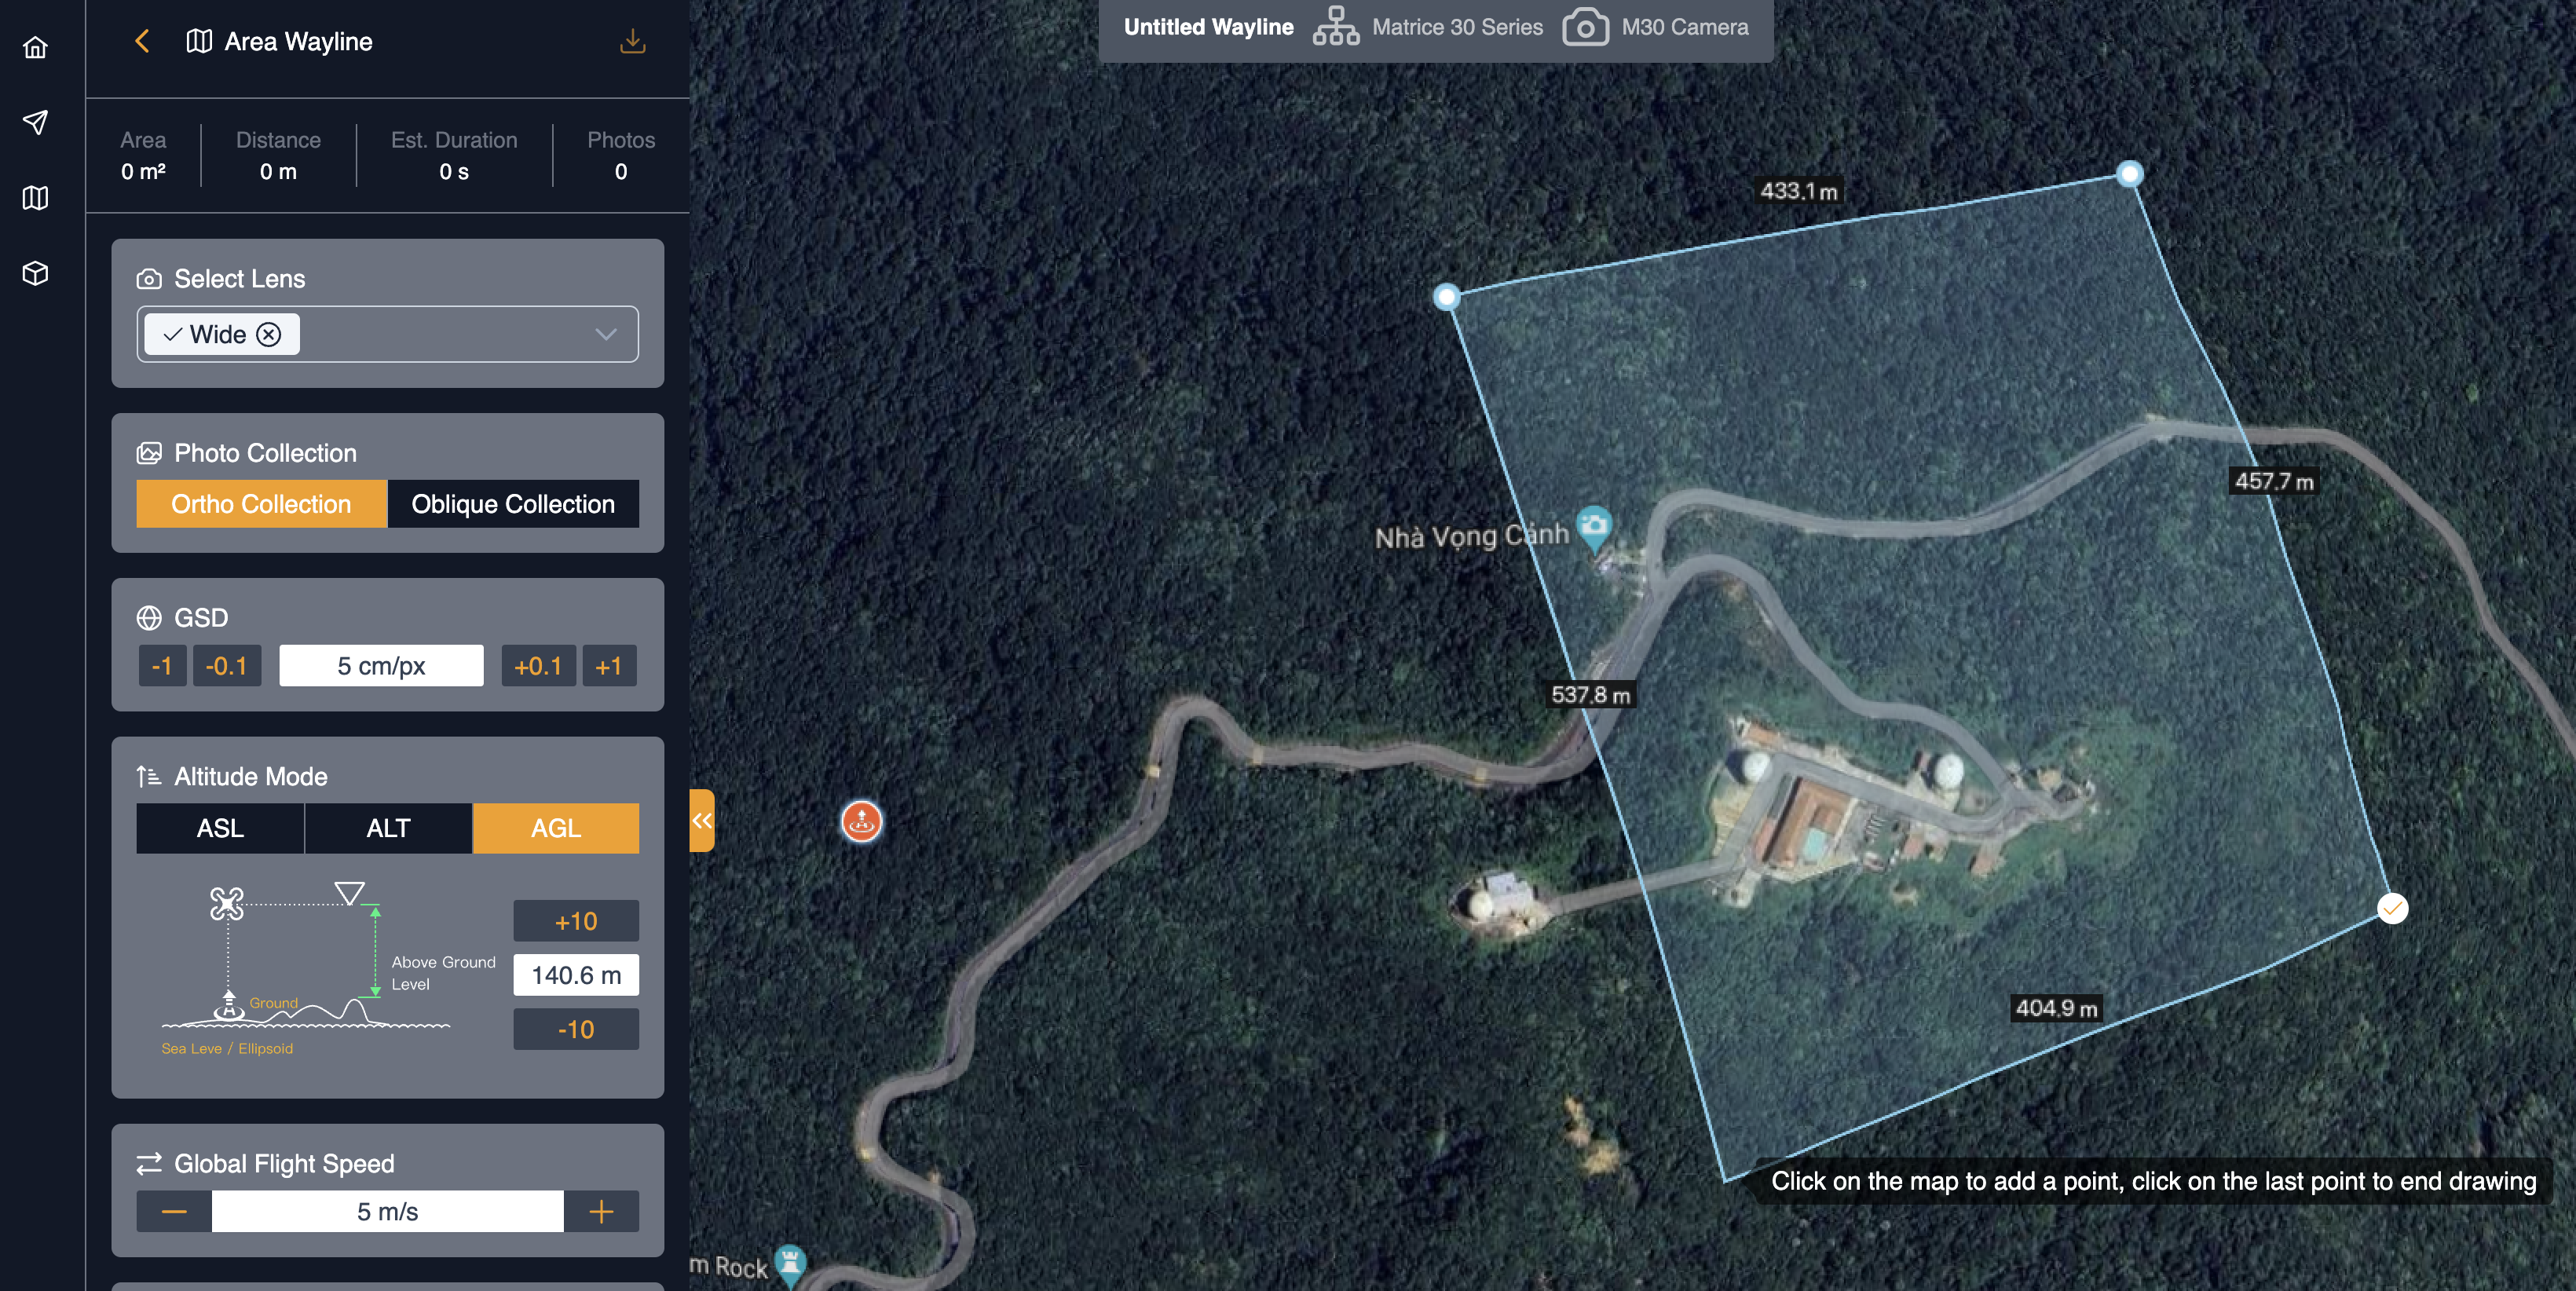 Area Wayline
Untitled Wayline
Matrice 30 Series
M30 Camera
Area
0 m²
Distance
0 m
Est. Duration
0 s
Photos
0
Select Lens
Wide
Photo Collection
Ortho Collection
Oblique Collection
GSD
-1
-0.1
5 cm/px
+0.1
+1
Altitude Mode
ASL
ALT
AGL
Above Ground
Level
Ground
Sea Leve / Ellipsoid
+10
140.6 m
-10
Global Flight Speed
5 m/s
433.1 m
457.7 m
Nhà Vọng Cảnh
537.8 m
404.9 m
Click on the map to add a point, click on the last point to end drawing
m Rock